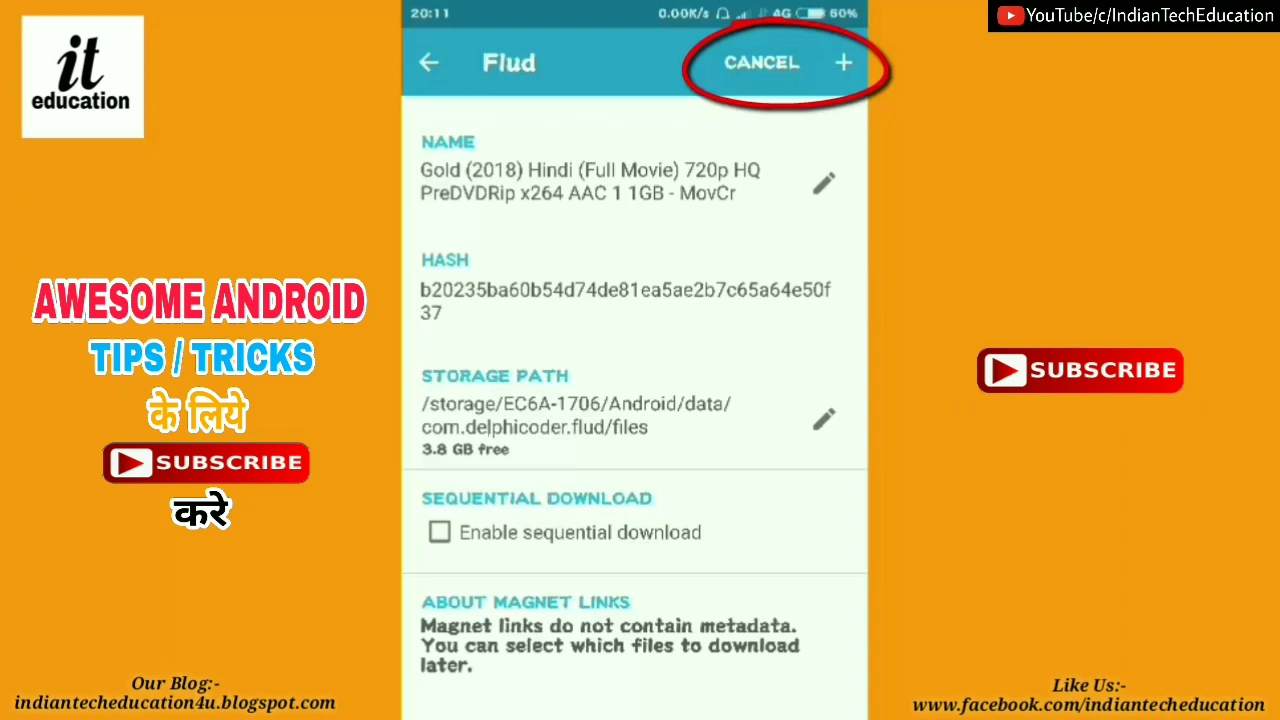 20:11
0.00K/s
4G
60%
YouTube/c/IndianTechEducation
it
education
Flud
CANCEL +
NAME
Gold (2018) Hindi (Full Movie) 720p HQ
PreDVDRip x264 AAC 1 1GB - MovCr
HASH
b20235ba60b54d74de81ea5ae2b7c65a64e50f
37
STORAGE PATH
/storage/EC6A-1706/Android/data/
com.delphicoder.flud/files
3.8 GB free
SEQUENTIAL DOWNLOAD
Enable sequential download
ABOUT MAGNET LINKS
Magnet links do not contain metadata.
You can select which files to download
later.
AWESOME ANDROID
TIPS / TRICKS
के लिये
SUBSCRIBE
करे
SUBSCRIBE
Our Blog:-
indiantecheducation4u.blogspot.com
Like Us:-
www.facebook.com/indiantecheducation